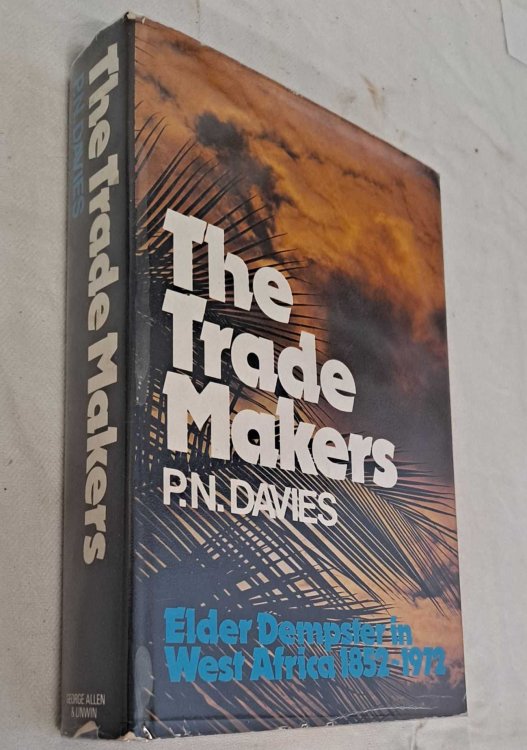 The Trade Makers
P.N. DAVIES
GEORGE ALLEN
& UNWIN
The
Trade
Makers
P.N. DAVIES
Elder Dempster in
West Africa 1852-1972